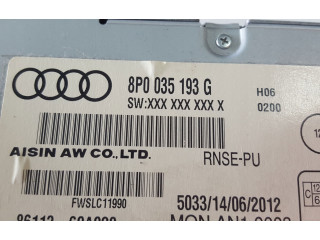 8P0 035 193 G
SW:XXX XXX XXX X
H06
0200
AISIN AW CO.,LTD.
RNSE-PU
FWSLC11990
5033/14/06/2012